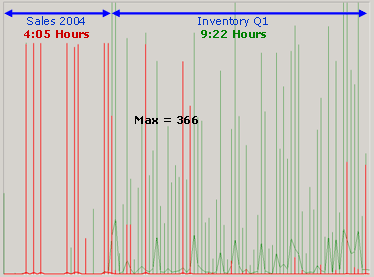 Sales 2004
Inventory Q1
4:05 Hours
9:22 Hours
Max = 366